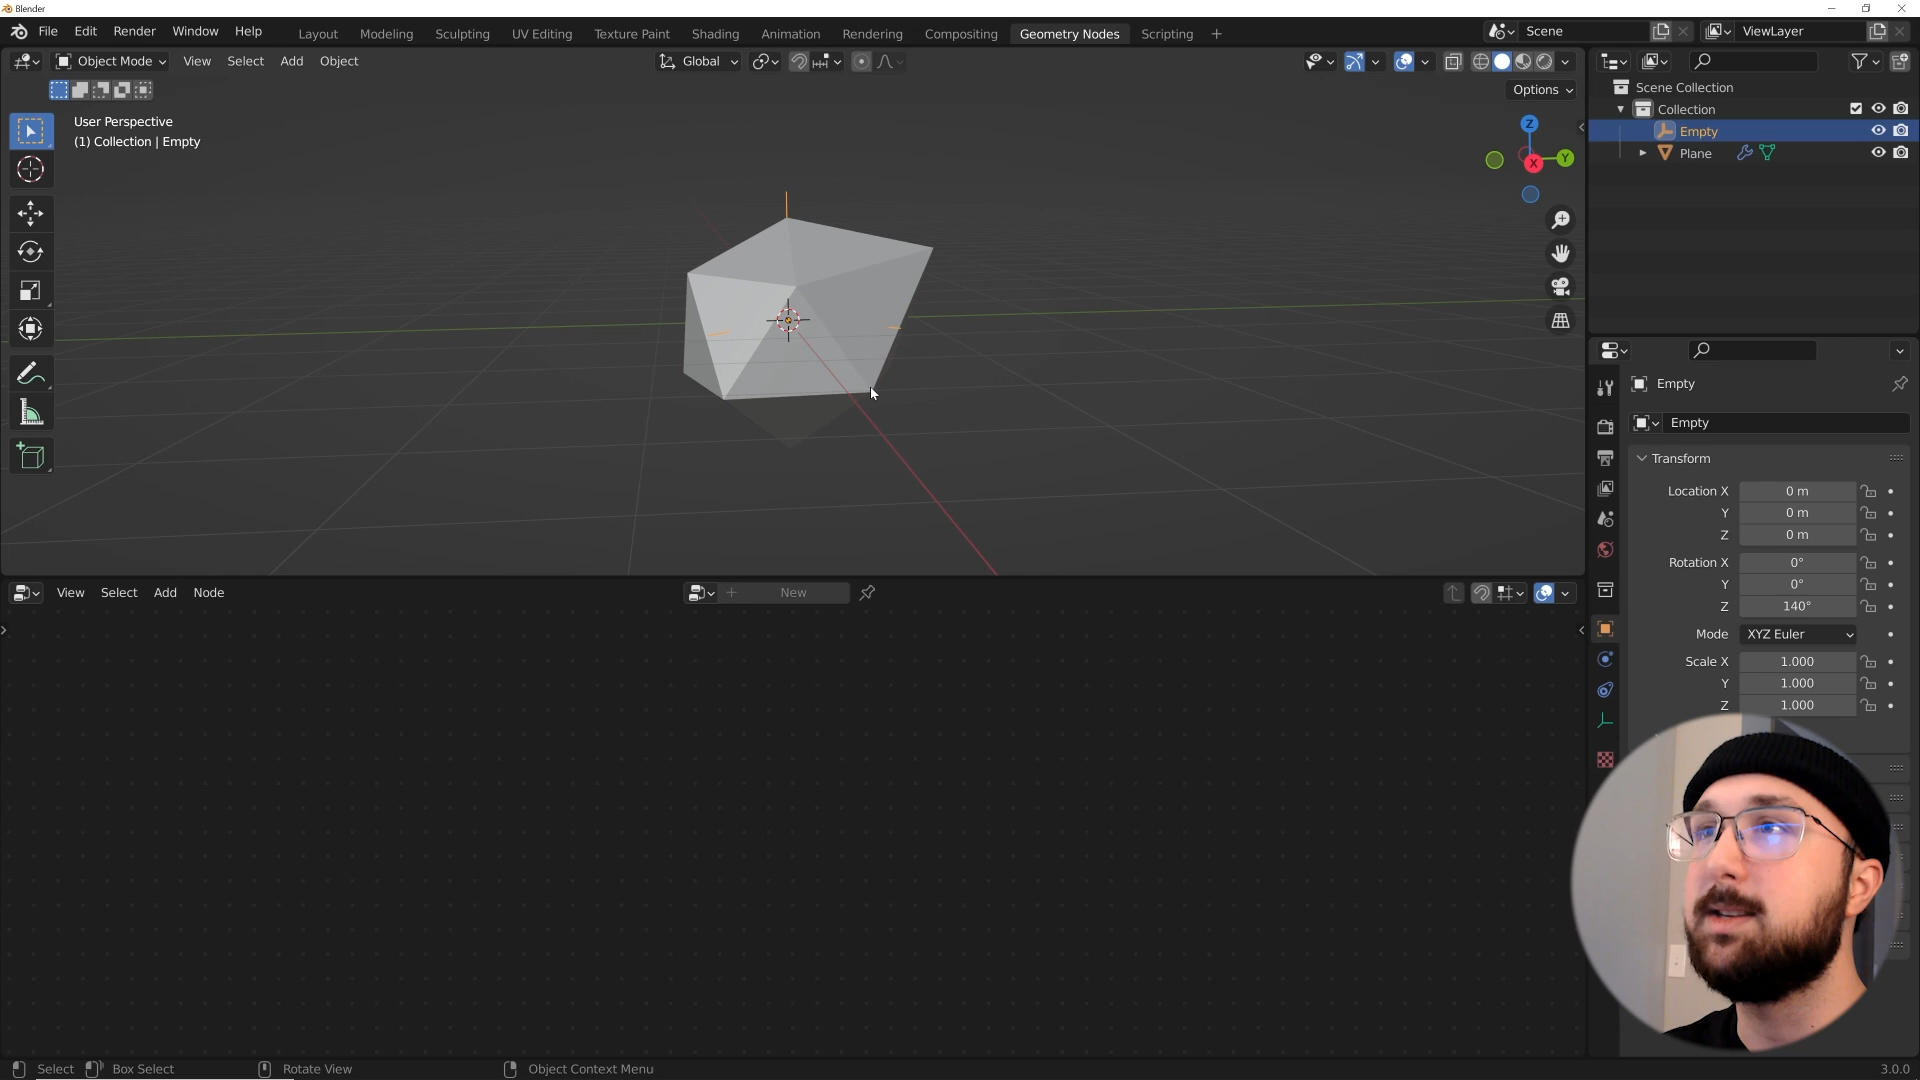 Blender
File Edit Render Window Help
Layout Modeling Sculpting UV Editing Texture Paint Shading Animation Rendering Compositing Geometry Nodes Scripting +
Scene
ViewLayer
Object Mode View Select Add Object
Global
Options
User Perspective
(1) Collection | Empty
Z
Y
X
Scene Collection
Collection
Empty
Plane
Empty
Empty
Transform
Location X 0 m
Y 0 m
Z 0 m
Rotation X 0°
Y 0°
Z 140°
Mode XYZ Euler
Scale X 1.000
Y 1.000
Z 1.000
View Select Add Node
New
Select Box Select Rotate View Object Context Menu
3.0.0